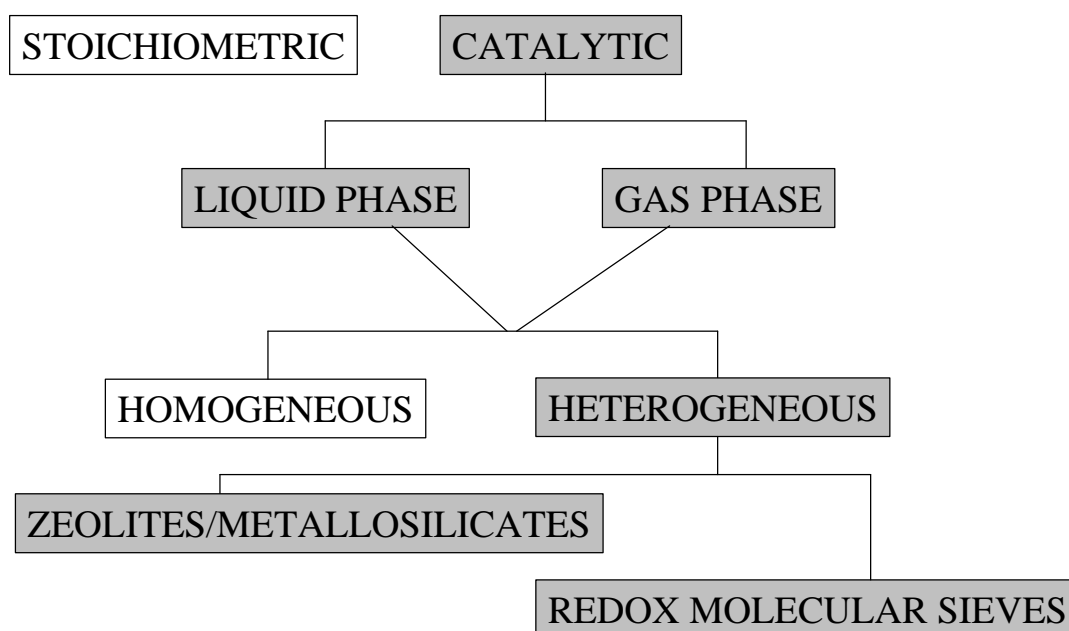 STOICHIOMETRIC
CATALYTIC
LIQUID PHASE
GAS PHASE
HOMOGENEOUS
HETEROGENEOUS
ZEOLITES/METALLOSILICATES
REDOX MOLECULAR SIEVES